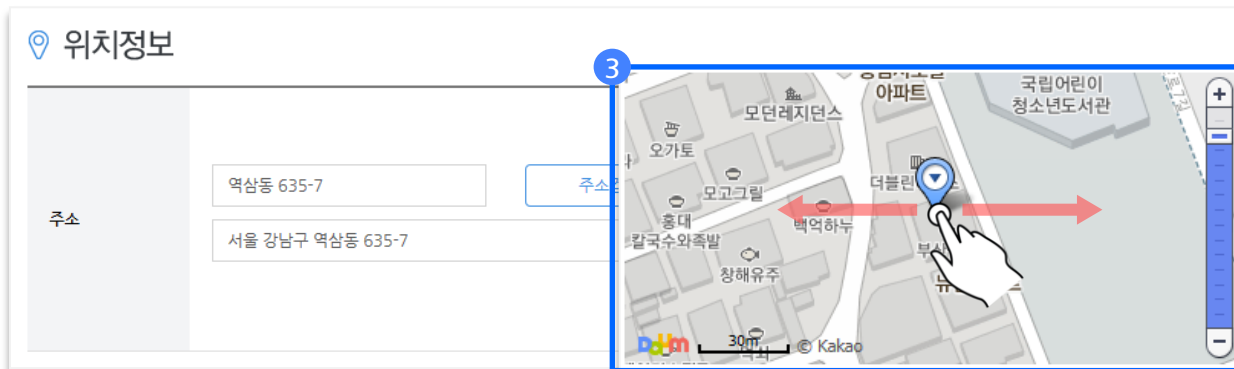 위치정보
3
주소
역삼동 635-7
서울 강남구 역삼동 635-7
아파트
국립어린이
청소년도서관
모던레지던스
오가토
모고그릴
더블린
홍대
칼국수와족발
백억하누
창해유주
30m
© Kakao
Daum
+
−